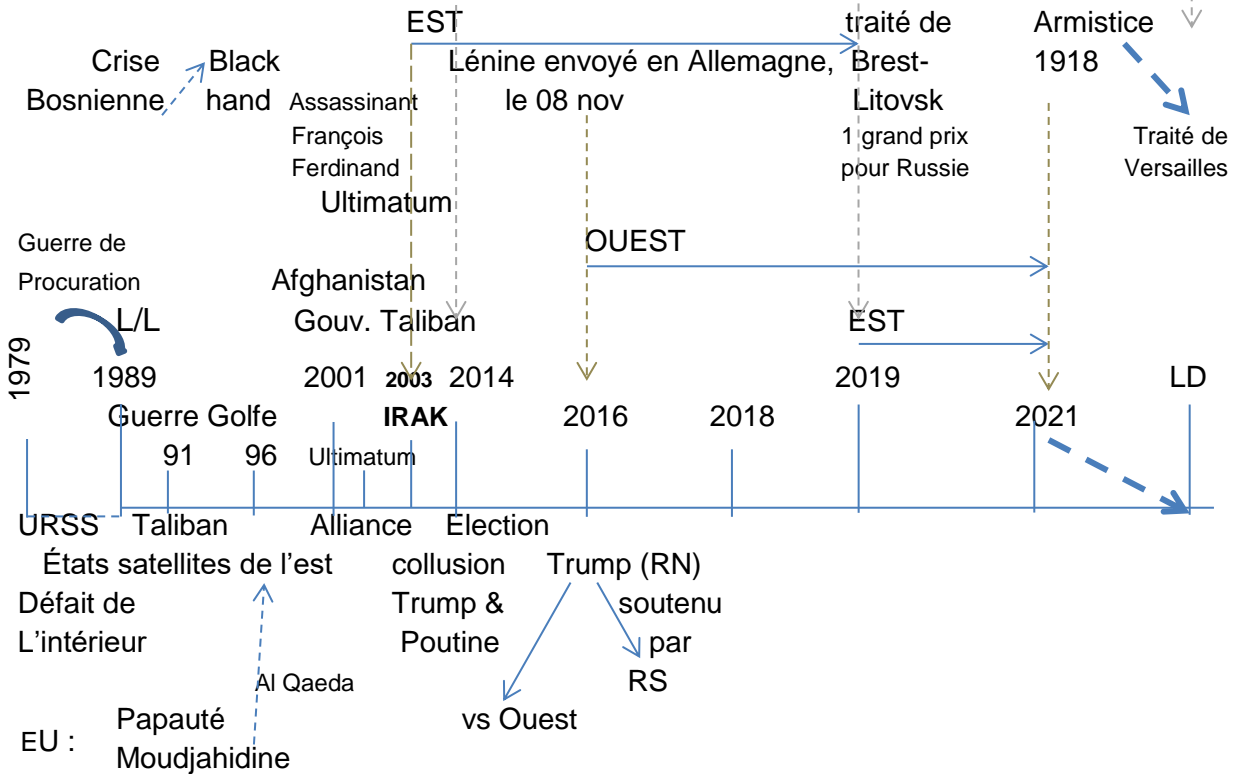 EST
traité de Armistice
Crise Black Lénine envoyé en Allemagne, Brest- 1918
Bosnienne hand Assassinant le 08 nov Litovsk
François 1 grand prix Traité de
Ferdinand pour Russie Versailles
Ultimatum
Guerre de OUEST
Procuration Afghanistan
L/L Gouv. Taliban EST
1979 1989 2001 2003 2014 2019 LD
Guerre Golfe IRAK 2016 2018 2021
91 96 Ultimatum
URSS Taliban Alliance Élection
États satellites de l’est collusion Trump (RN)
Défait de Trump & soutenu
L’intérieur Poutine par
Al Qaeda RS
Papauté vs Ouest
EU :
Moudjahidine